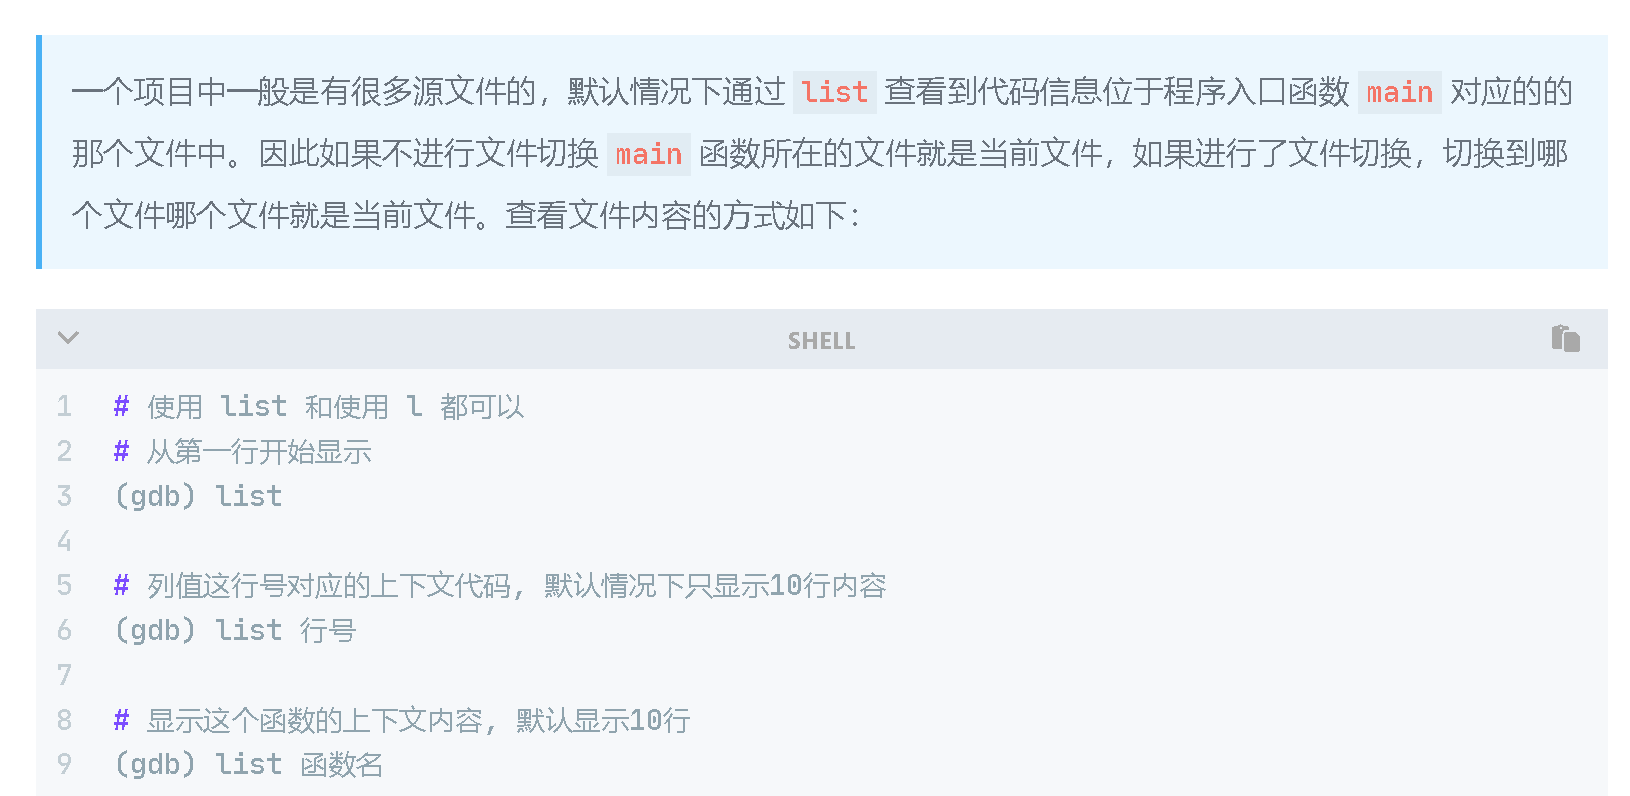 一个项目中一般是有很多源文件的，默认情况下通过 list 查看到代码信息位于程序入口函数 main 对应的的
那个文件中。因此如果不进行文件切换 main 函数所在的文件就是当前文件，如果进行了文件切换，切换到哪
个文件哪个文件就是当前文件。查看文件内容的方式如下：
SHELL
1 # 使用 list 和使用 l 都可以
2 # 从第一行开始显示
3 (gdb) list
4
5 # 列值这行号对应的上下文代码, 默认情况下只显示10行内容
6 (gdb) list 行号
7
8 # 显示这个函数的上下文内容, 默认显示10行
9 (gdb) list 函数名